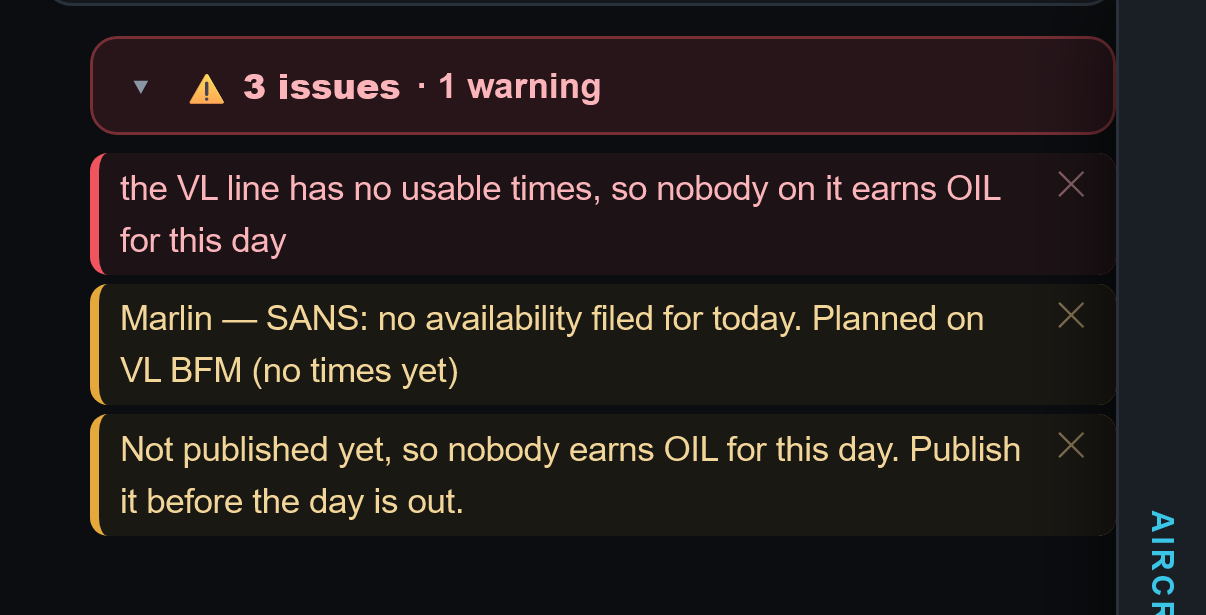 ▼ ⚠️ 3 issues · 1 warning
the VL line has no usable times, so nobody on it earns OIL
for this day
Marlin — SANS: no availability filed for today. Planned on
VL BFM (no times yet)
Not published yet, so nobody earns OIL for this day. Publish
it before the day is out.